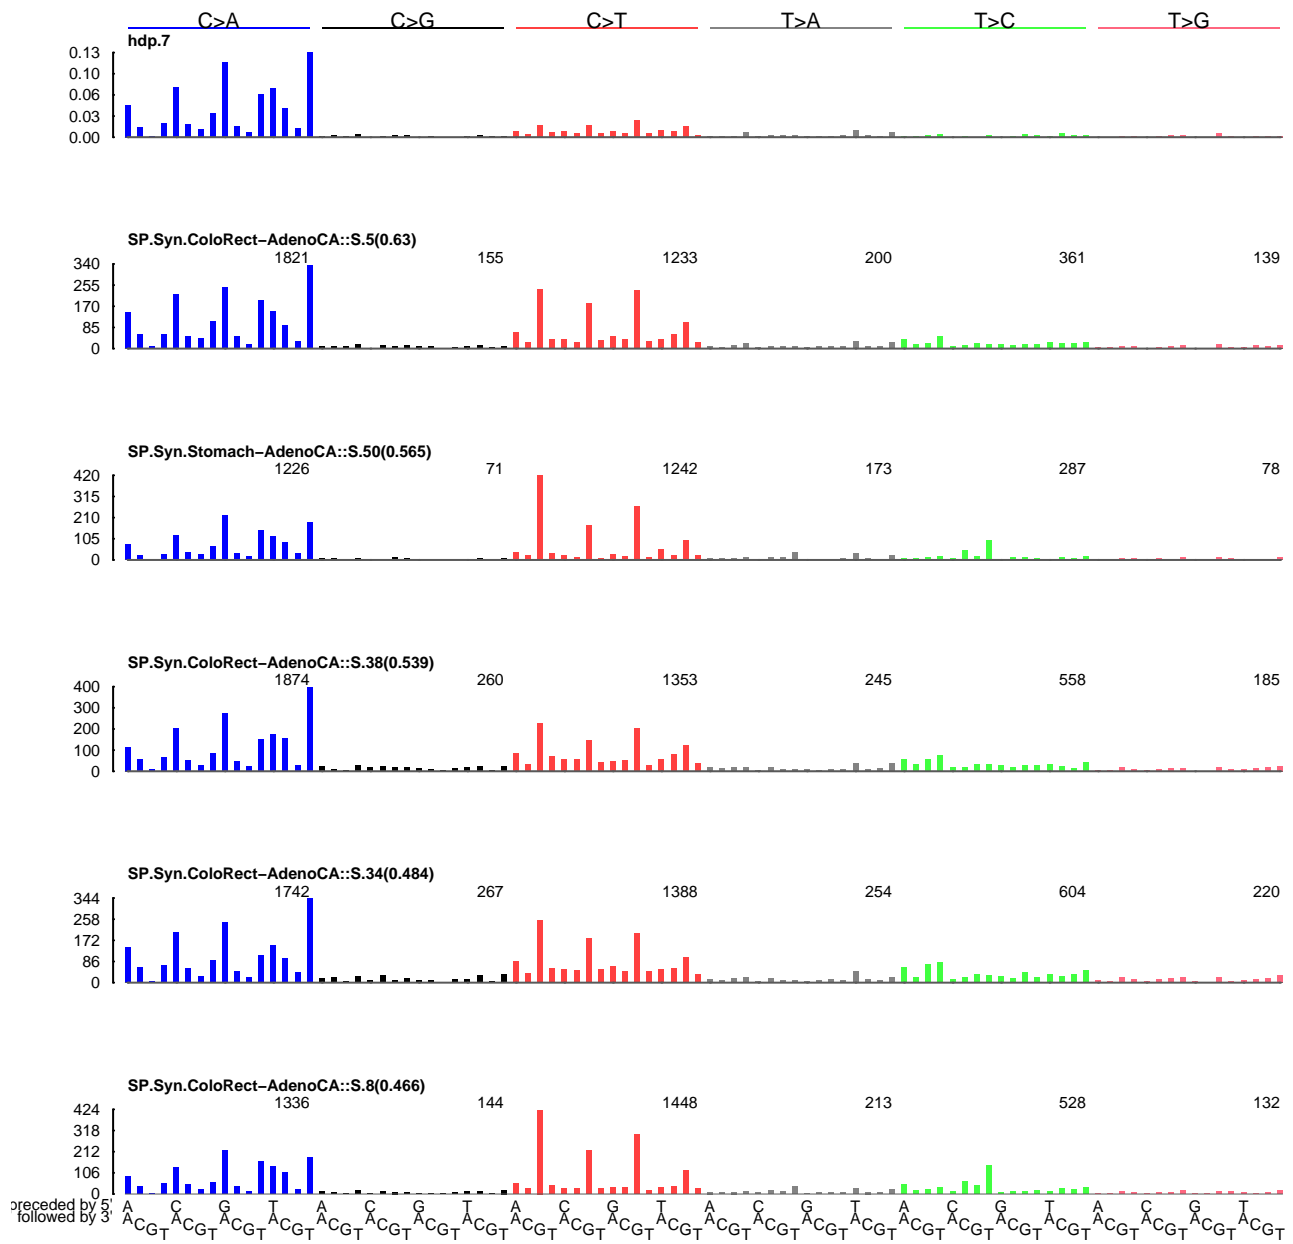 C>A C>G C>T T>A T>C T>G
hdp.7
0.13
0.10
0.06
0.03
0.00
SP.Syn.ColoRect−AdenoCA::S.5(0.63)
1821 155 1233 200 361 139
340
255
170
85
0
SP.Syn.Stomach−AdenoCA::S.50(0.565)
1226 71 1242 173 287 78
420
315
210
105
0
SP.Syn.ColoRect−AdenoCA::S.38(0.539)
1874 260 1353 245 558 185
400
300
200
100
0
SP.Syn.ColoRect−AdenoCA::S.34(0.484)
1742 267 1388 254 604 220
344
258
172
86
0
SP.Syn.ColoRect−AdenoCA::S.8(0.466)
1336 144 1448 213 528 132
424
318
212
106
0
preceded by 5' A C G T A C G T A C G T A C G T A C G T A C G T
followed by 3' A C G T A C G T A C G T A C G T A C G T A C G T A C G T A C G T A C G T A C G T A C G T A C G T A C G T A C G T A C G T A C G T A C G T A C G T A C G T A C G T A C G T A C G T A C G T A C G T